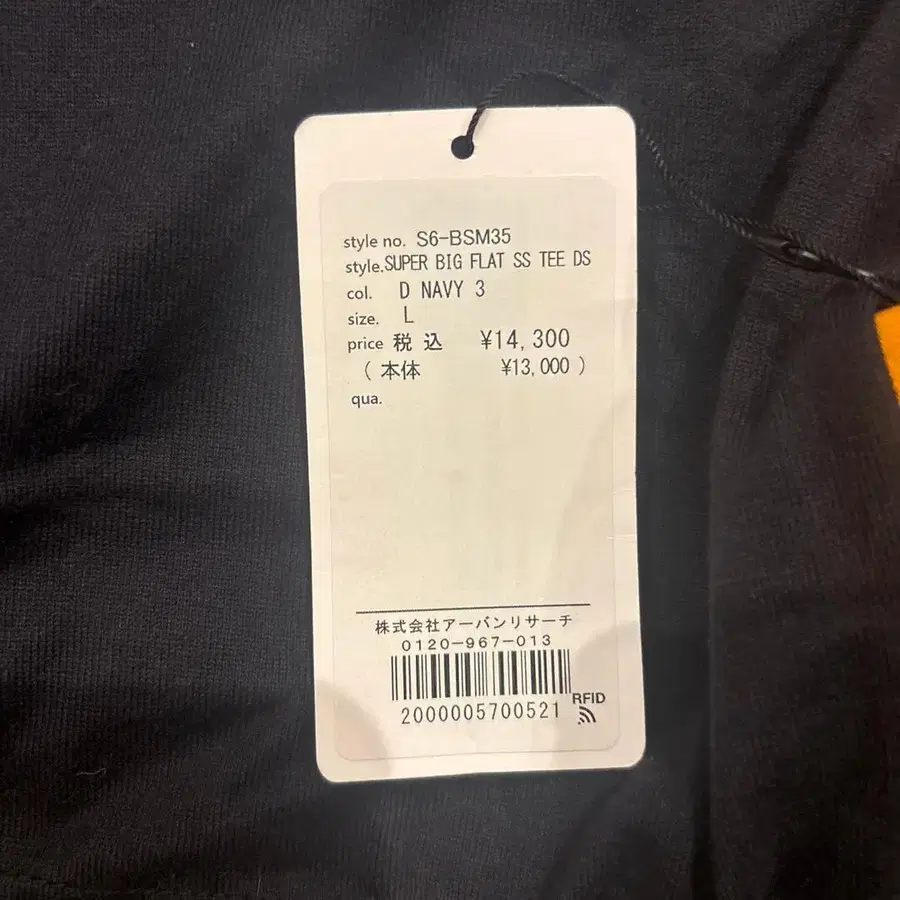 style no. S6-BSM35
style.SUPER BIG FLAT SS TEE DS
col. D NAVY 3
size. L
price 税 込 ¥14,300
( 本体 ¥13,000 )
qua.
株式会社アーバンリサーチ
0120-967-013
RFID
2000005700521